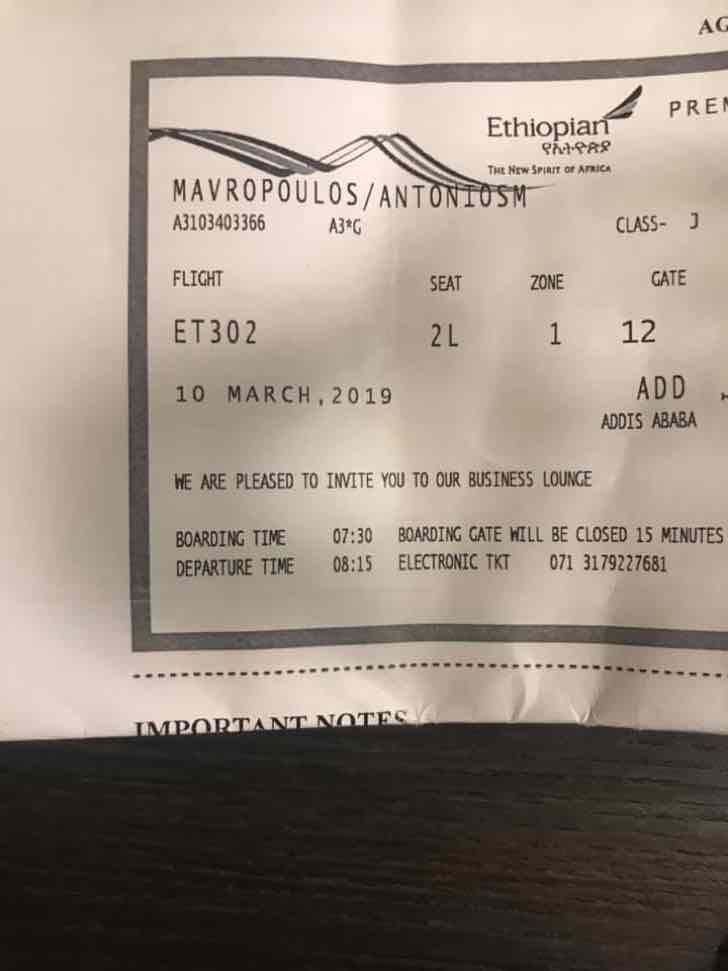 AG
Ethiopian
የኢትዮጵያ
THE NEW SPIRIT OF AFRICA
MAVROPOULOS/ANTONIOSM
A3103403366 A3*G CLASS- J
FLIGHT SEAT ZONE GATE
ET302 2L 1 12
10 MARCH,2019 ADD
ADDIS ABABA
WE ARE PLEASED TO INVITE YOU TO OUR BUSINESS LOUNGE
BOARDING TIME 07:30 BOARDING GATE WILL BE CLOSED 15 MINUTES
DEPARTURE TIME 08:15 ELECTRONIC TKT 071 3179227681
IMPORTANT NOTES